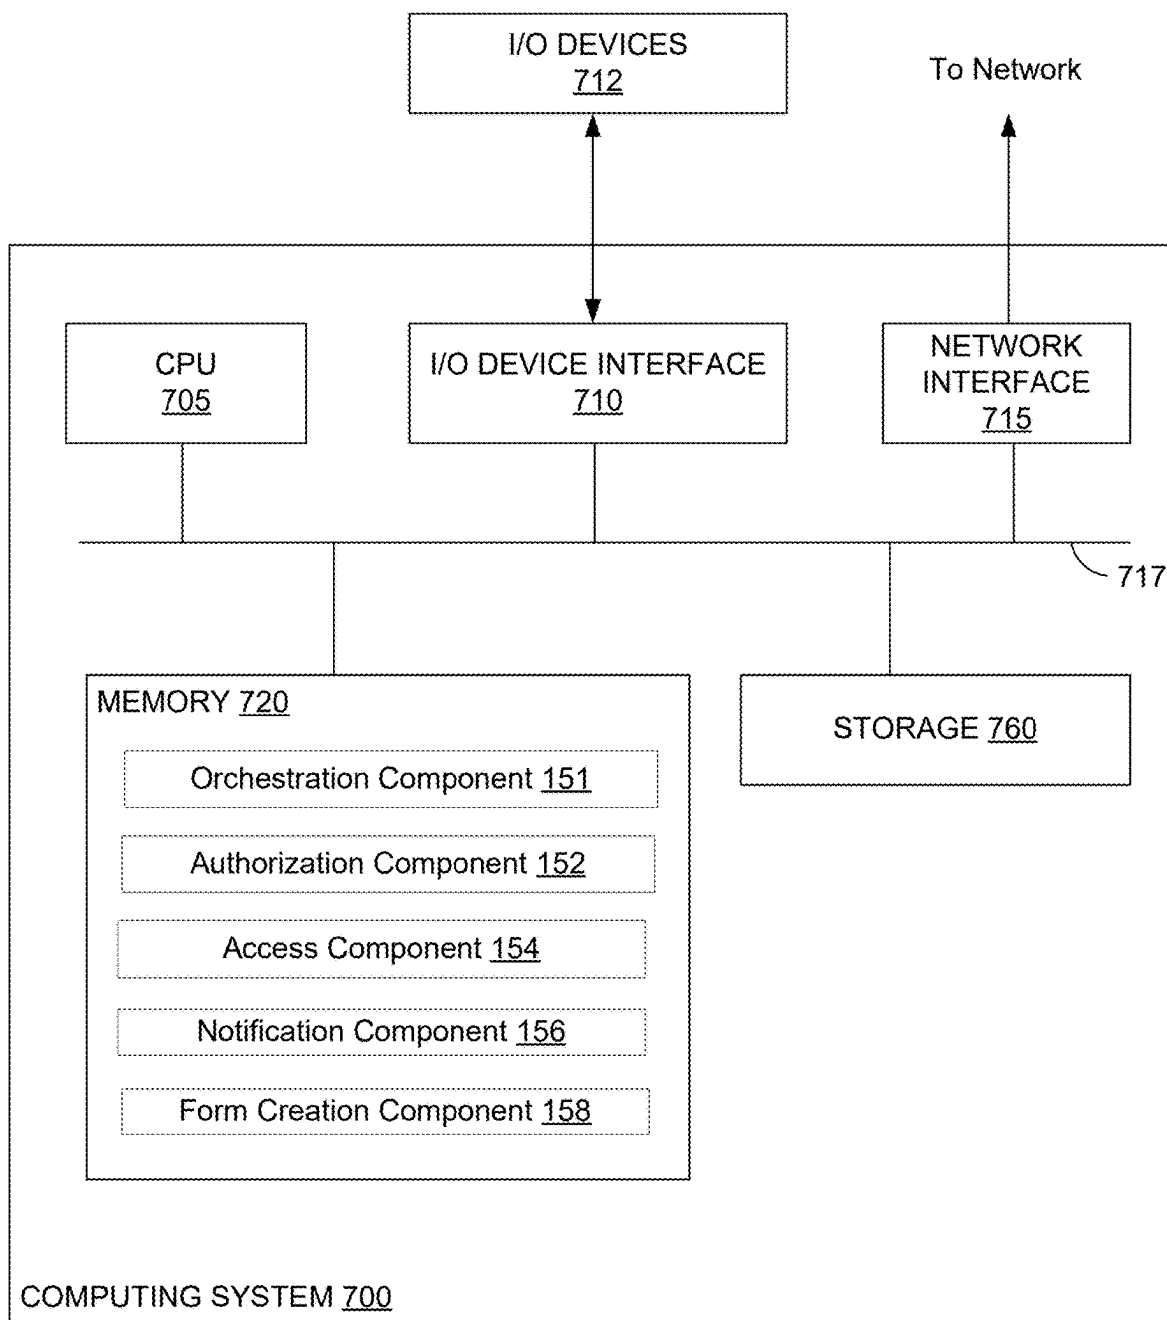 I/O DEVICES
712
To Network
CPU
705
I/O DEVICE INTERFACE
710
NETWORK
INTERFACE
715
717
MEMORY 720
Orchestration Component 151
Authorization Component 152
Access Component 154
Notification Component 156
Form Creation Component 158
STORAGE 760
COMPUTING SYSTEM 700